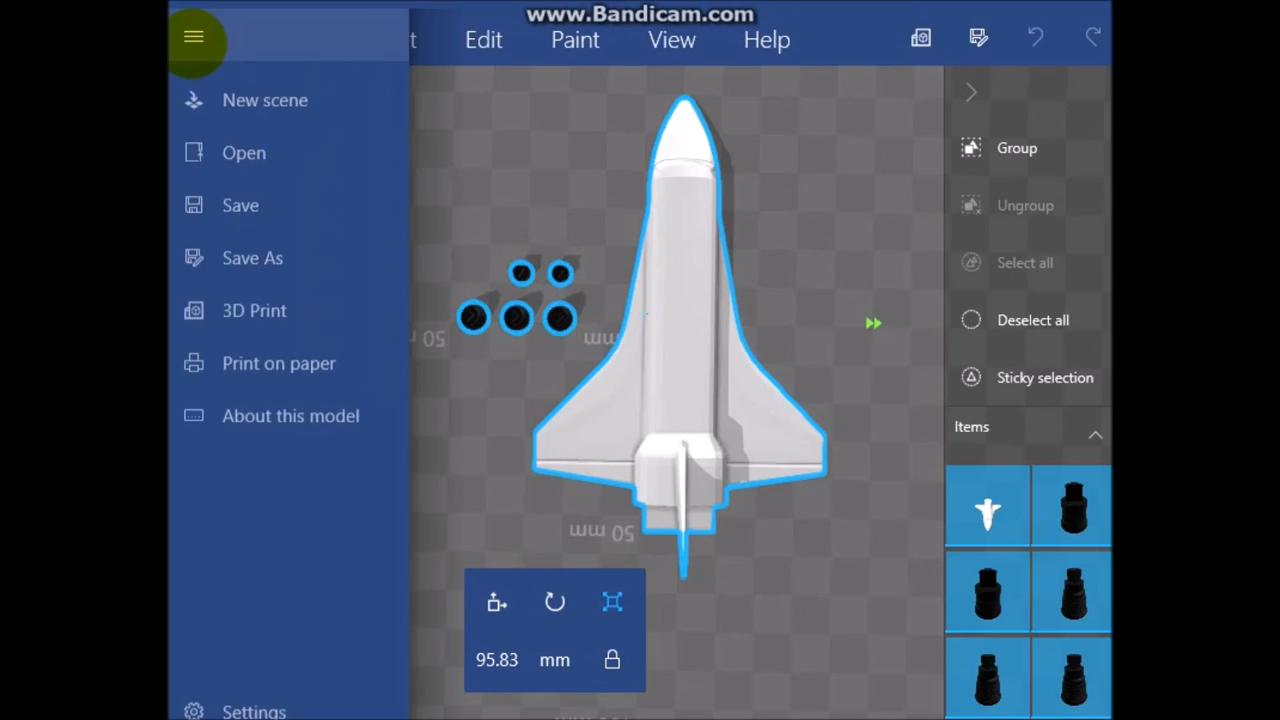 www.Bandicam.com
t Edit Paint View Help
New scene
Open
Save
Save As
3D Print
Print on paper
About this model
Settings
50
mm
50 mm
95.83 mm
Group
Ungroup
Select all
Deselect all
Sticky selection
Items